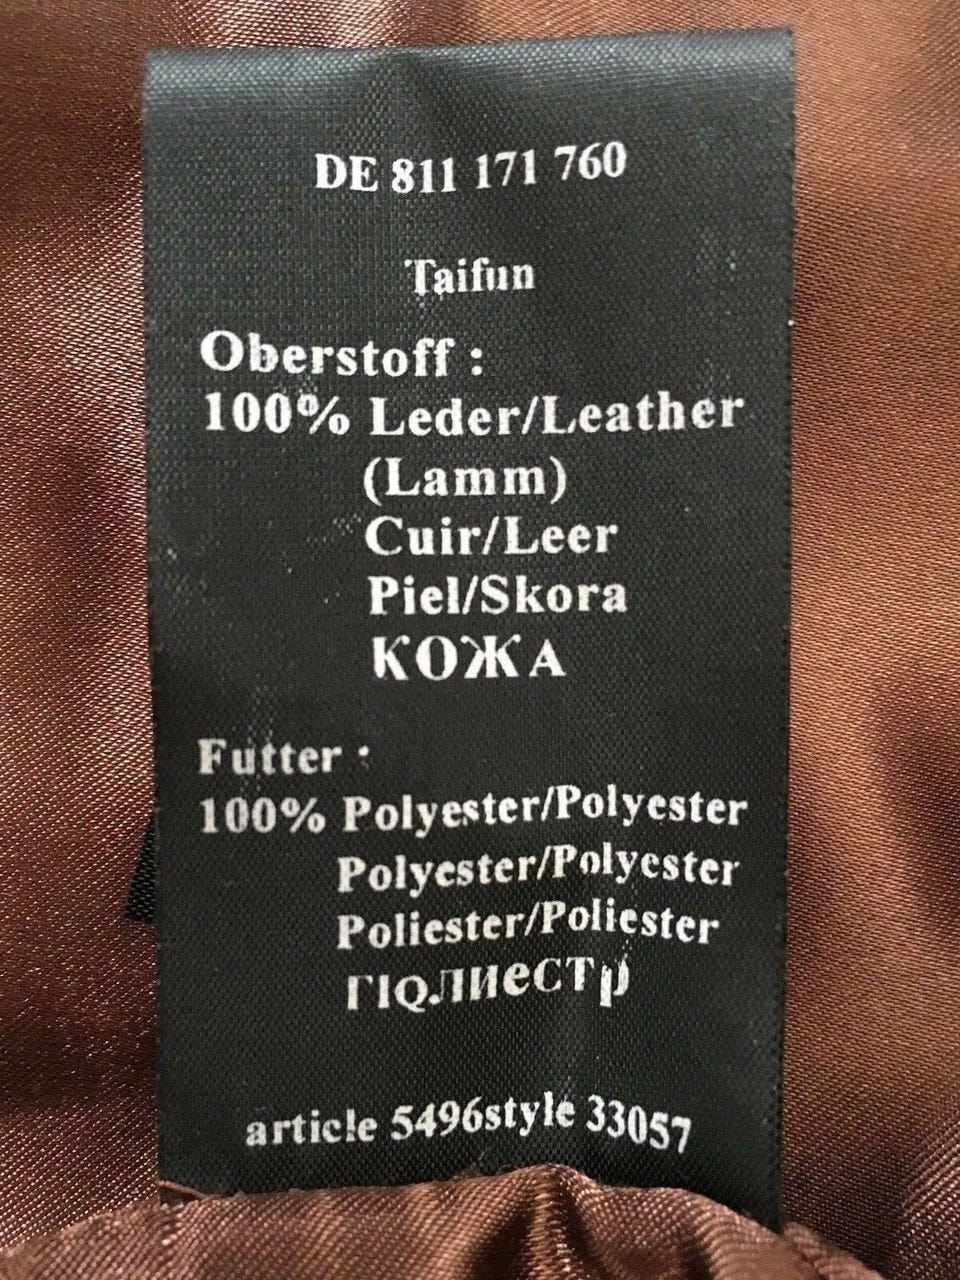 DE 811 171 760
Taifun
Oberstoff :
100% Leder/Leather
(Lamm)
Cuir/Leer
Piel/Skora
КОЖА
Futter :
100% Polyester/Polyester
Polyester/Polyester
Poliester/Poliester
ПОЛИеСТр
article 5496style 33057